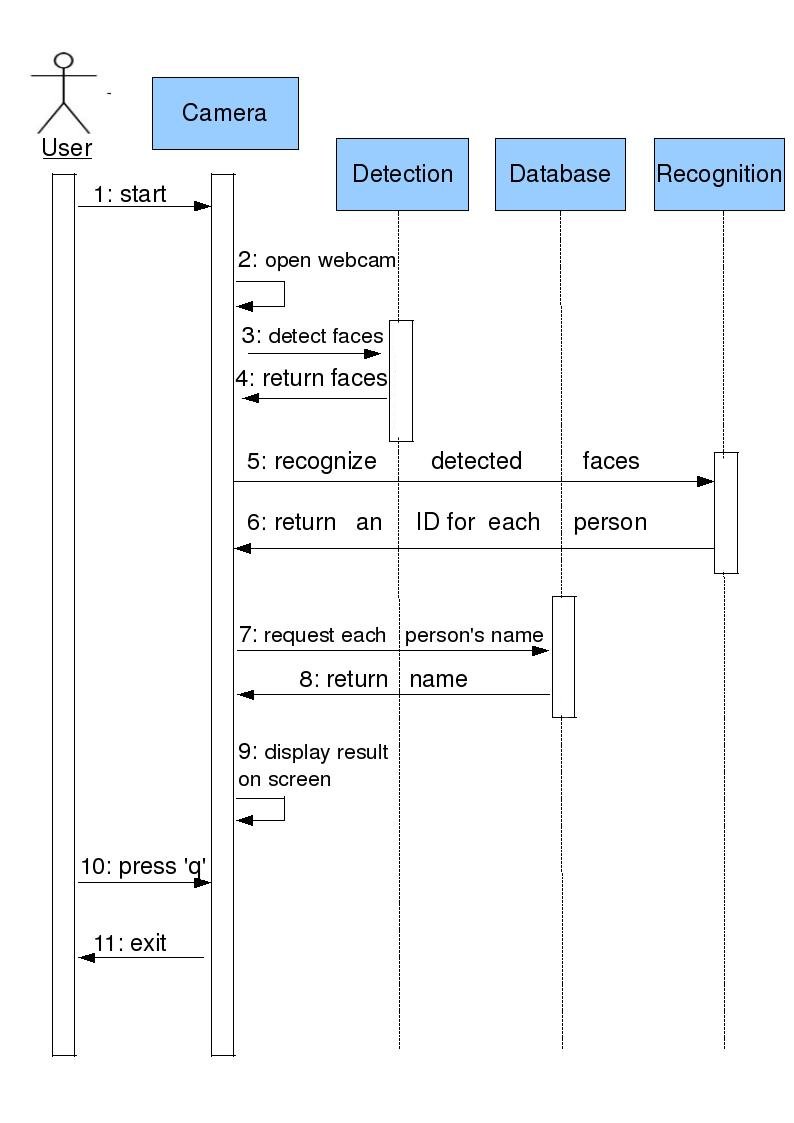 User
Camera
Detection
Database
Recognition
1: start
2: open webcam
3: detect faces
4: return faces
5: recognize detected faces
6: return an ID for each person
7: request each person's name
8: return name
9: display result
on screen
10: press 'q'
11: exit